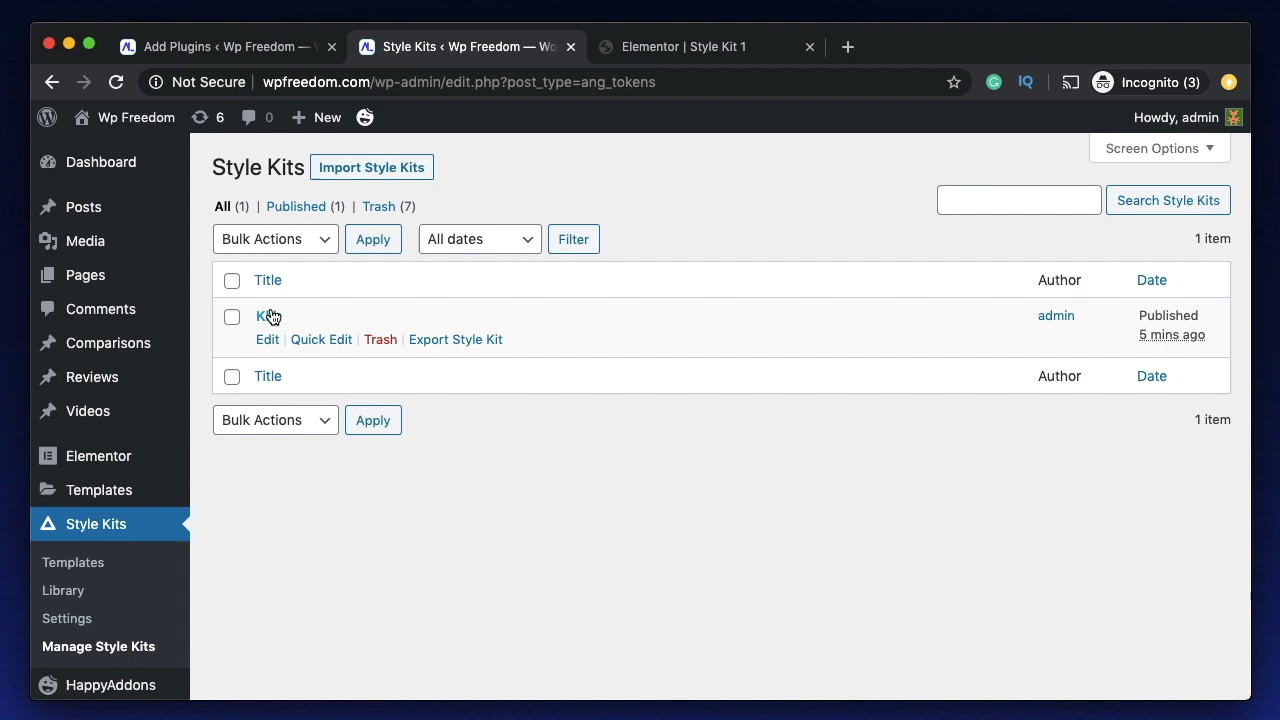 Add Plugins ‹ Wp Freedom —
Style Kits ‹ Wp Freedom — Wo
Elementor | Style Kit 1
Not Secure
wpfreedom.com/wp-admin/edit.php?post_type=ang_tokens
IQ
Incognito (3)
Wp Freedom
6
0
New
Howdy, admin
Screen Options
Style Kits
Import Style Kits
All (1) | Published (1) | Trash (7)
Search Style Kits
Bulk Actions
Apply
All dates
Filter
1 item
Title
Author
Date
admin
Published
5 mins ago
Edit | Quick Edit | Trash | Export Style Kit
Title
Author
Date
Bulk Actions
Apply
1 item
Dashboard
Posts
Media
Pages
Comments
Comparisons
Reviews
Videos
Elementor
Templates
Style Kits
Templates
Library
Settings
Manage Style Kits
HappyAddons